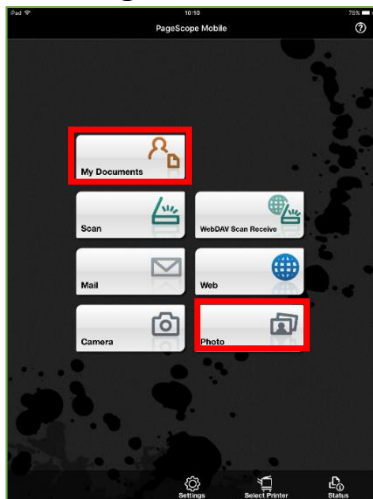 iPad 10:10 70%
PageScope Mobile ?
My Documents
Scan WebDAV Scan Receive
Mail Web
Camera Photo
Settings Select Printer Status